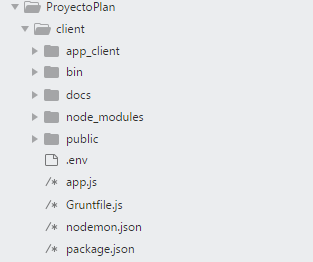 ProyectoPlan
client
app_client
bin
docs
node_modules
public
.env
/* app.js
/* Gruntfile.js
/* nodemon.json
/* package.json